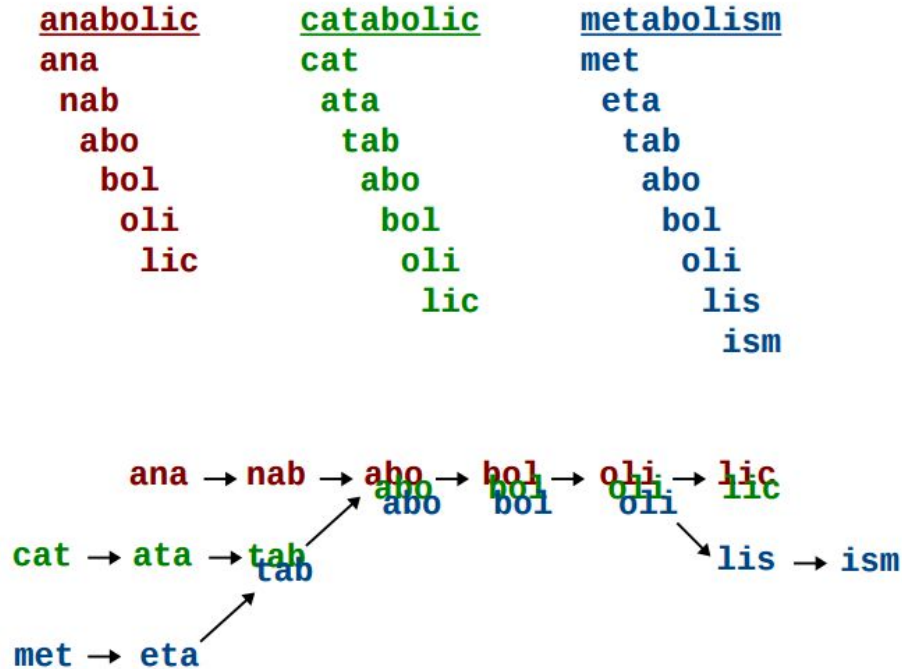 anabolic catabolic metabolism
ana cat met
nab ata eta
abo tab tab
bol abo abo
oli bol bol
lic oli oli
lic lis
ism
ana nab abo bol oli lic
abo bol oli lic
abo bol oli
cat ata tab
tab lis ism
met eta